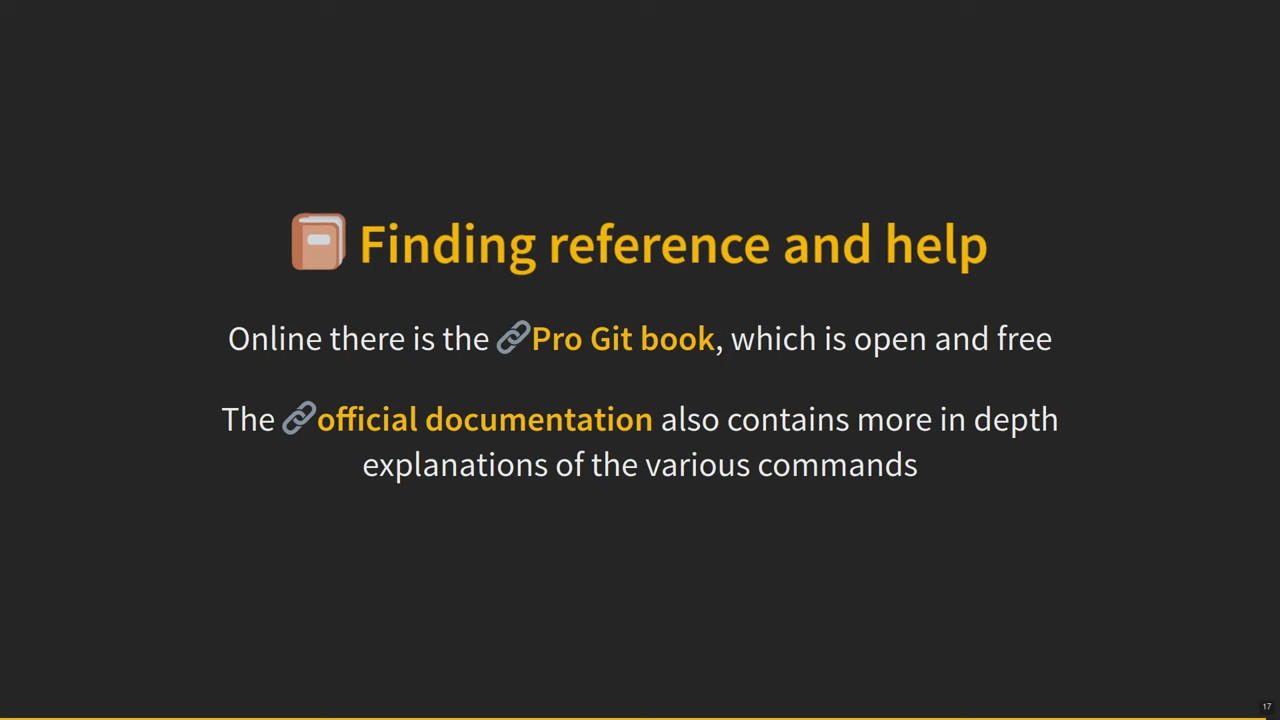 Finding reference and help
Online there is the Pro Git book, which is open and free
The official documentation also contains more in depth
explanations of the various commands
17